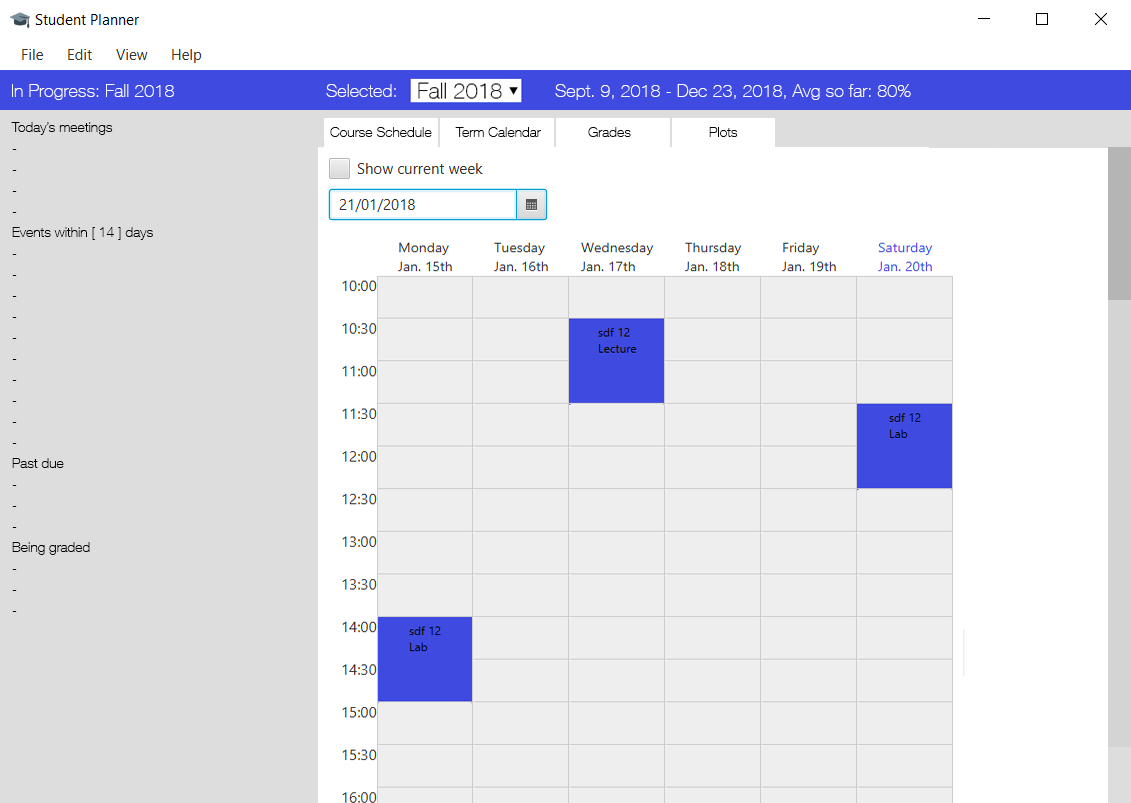 Student Planner
File Edit View Help
In Progress: Fall 2018 Selected: Fall 2018 Sept. 9, 2018 - Dec 23, 2018, Avg so far: 80%
Today's meetings
-
-
-
-
Events within [ 14 ] days
-
-
-
-
-
-
-
-
-
-
Past due
-
-
-
Being graded
-
-
-
Course Schedule Term Calendar Grades Plots
Show current week
21/01/2018
Monday Tuesday Wednesday Thursday Friday Saturday
Jan. 15th Jan. 16th Jan. 17th Jan. 18th Jan. 19th Jan. 20th
10:00
10:30
sdf 12
Lecture
11:00
11:30
sdf 12
Lab
12:00
12:30
13:00
13:30
14:00
sdf 12
Lab
14:30
15:00
15:30
16:00